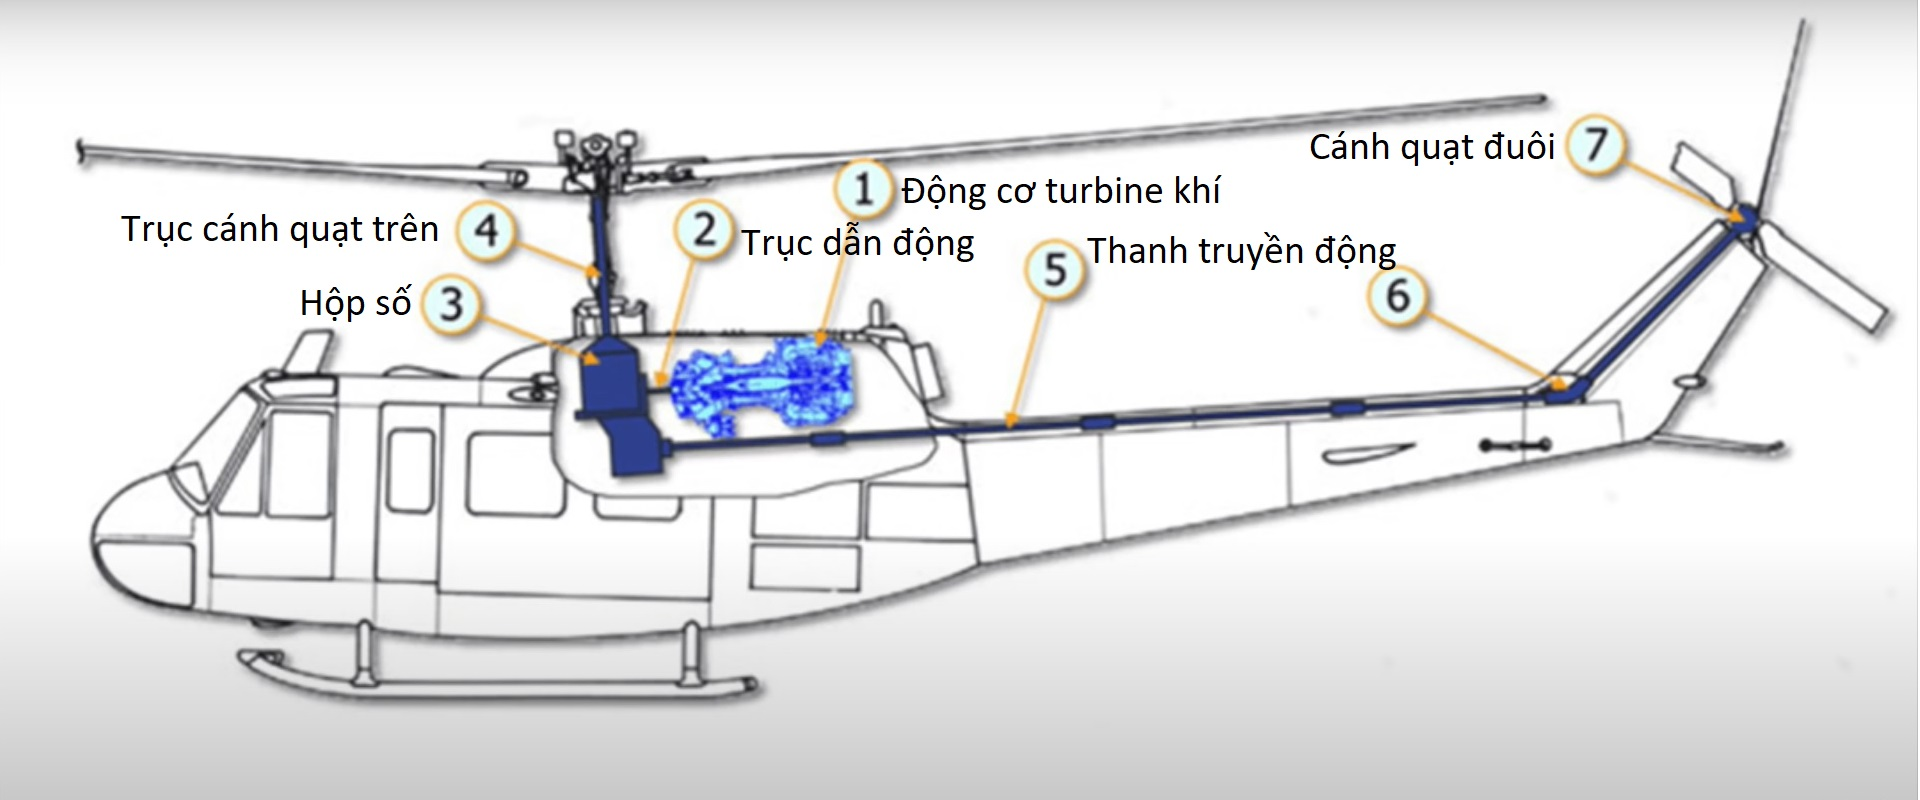 Cánh quạt đuôi 7
1 Động cơ turbine khí
Trục cánh quạt trên 4
2 Trục dẫn động
5 Thanh truyền động
6
Hộp số 3